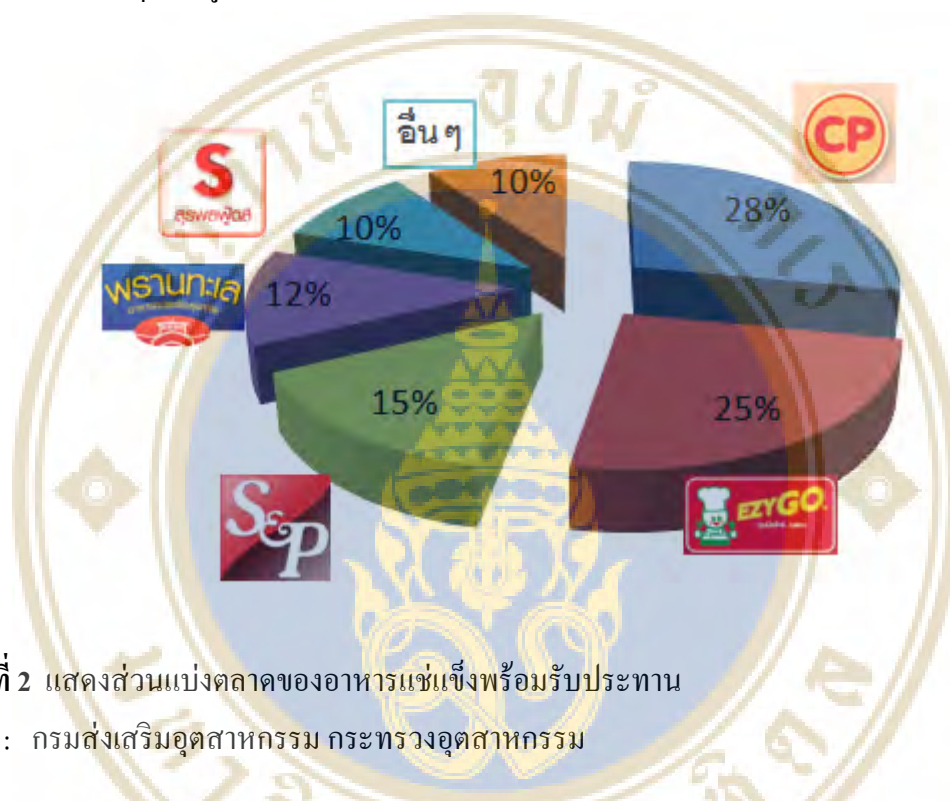 อื่น ๆ
CP
S
สุรพลฟู้ดส์
10%
28%
10%
พรานทะเล
12%
15%
25%
S&P
EZYGO
ที่ 2 แสดงส่วนแบ่งตลาดของอาหารแช่แข็งพร้อมรับประทาน
: กรมส่งเสริมอุตสาหกรรม กระทรวงอุตสาหกรรม